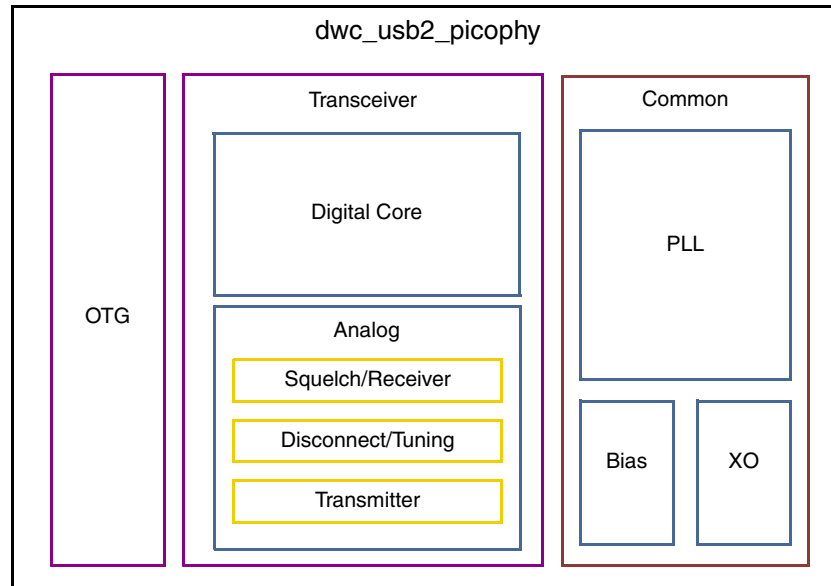 dwc_usb2_picophy
OTG
Transceiver
Digital Core
Analog
Squelch/Receiver
Disconnect/Tuning
Transmitter
Common
PLL
Bias
XO